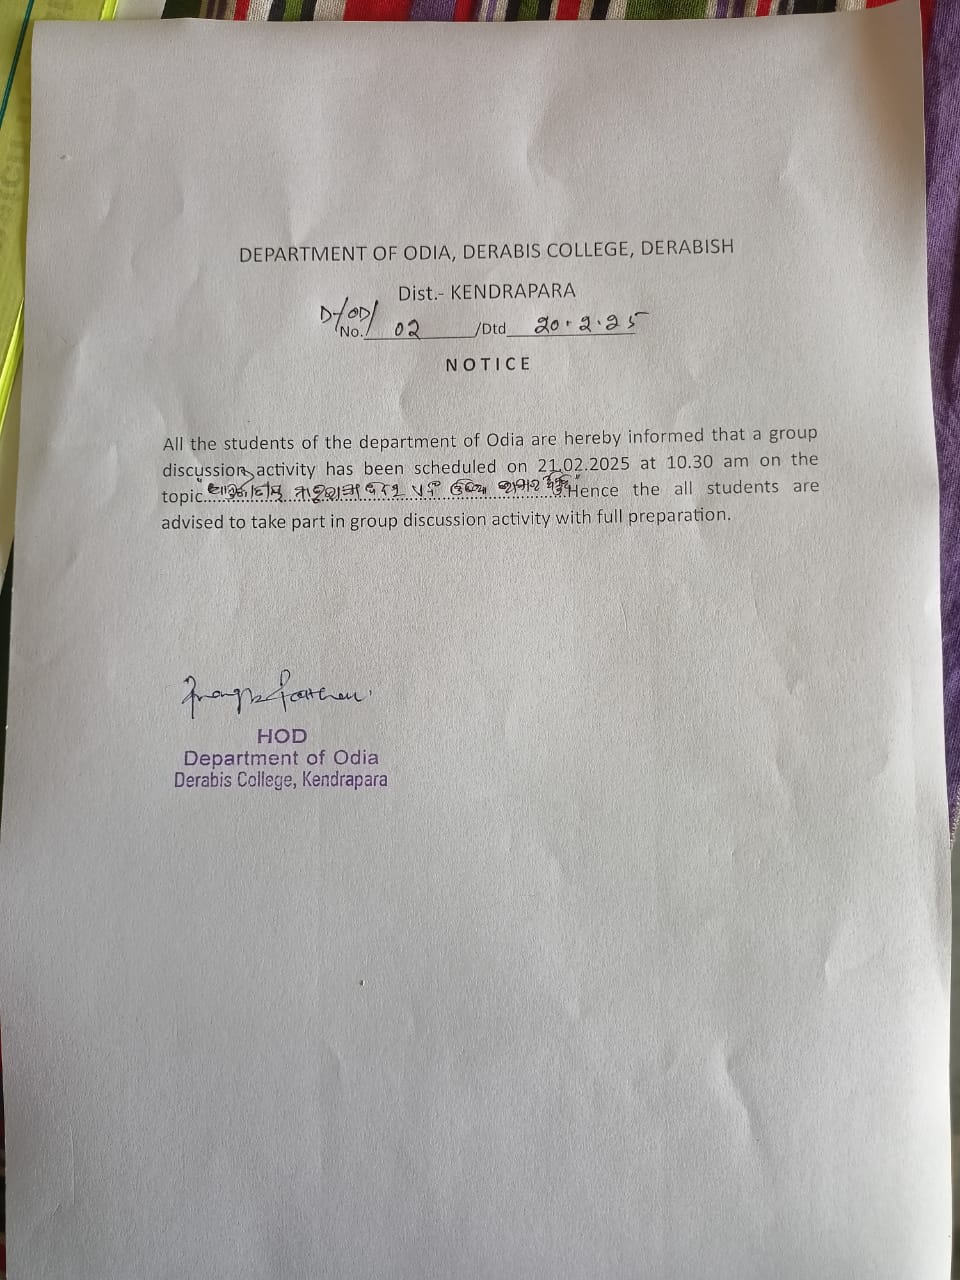 DEPARTMENT OF ODIA, DERABIS COLLEGE, DERABISH
Dist.- KENDRAPARA
D/OD/
No. 02 /Dtd 20.2.25
NOTICE
All the students of the department of Odia are hereby informed that a group
discussion activity has been scheduled on 21.02.2025 at 10.30 am on the
topic Hence the all students are
advised to take part in group discussion activity with full preparation.
HOD
Department of Odia
Derabis College, Kendrapara